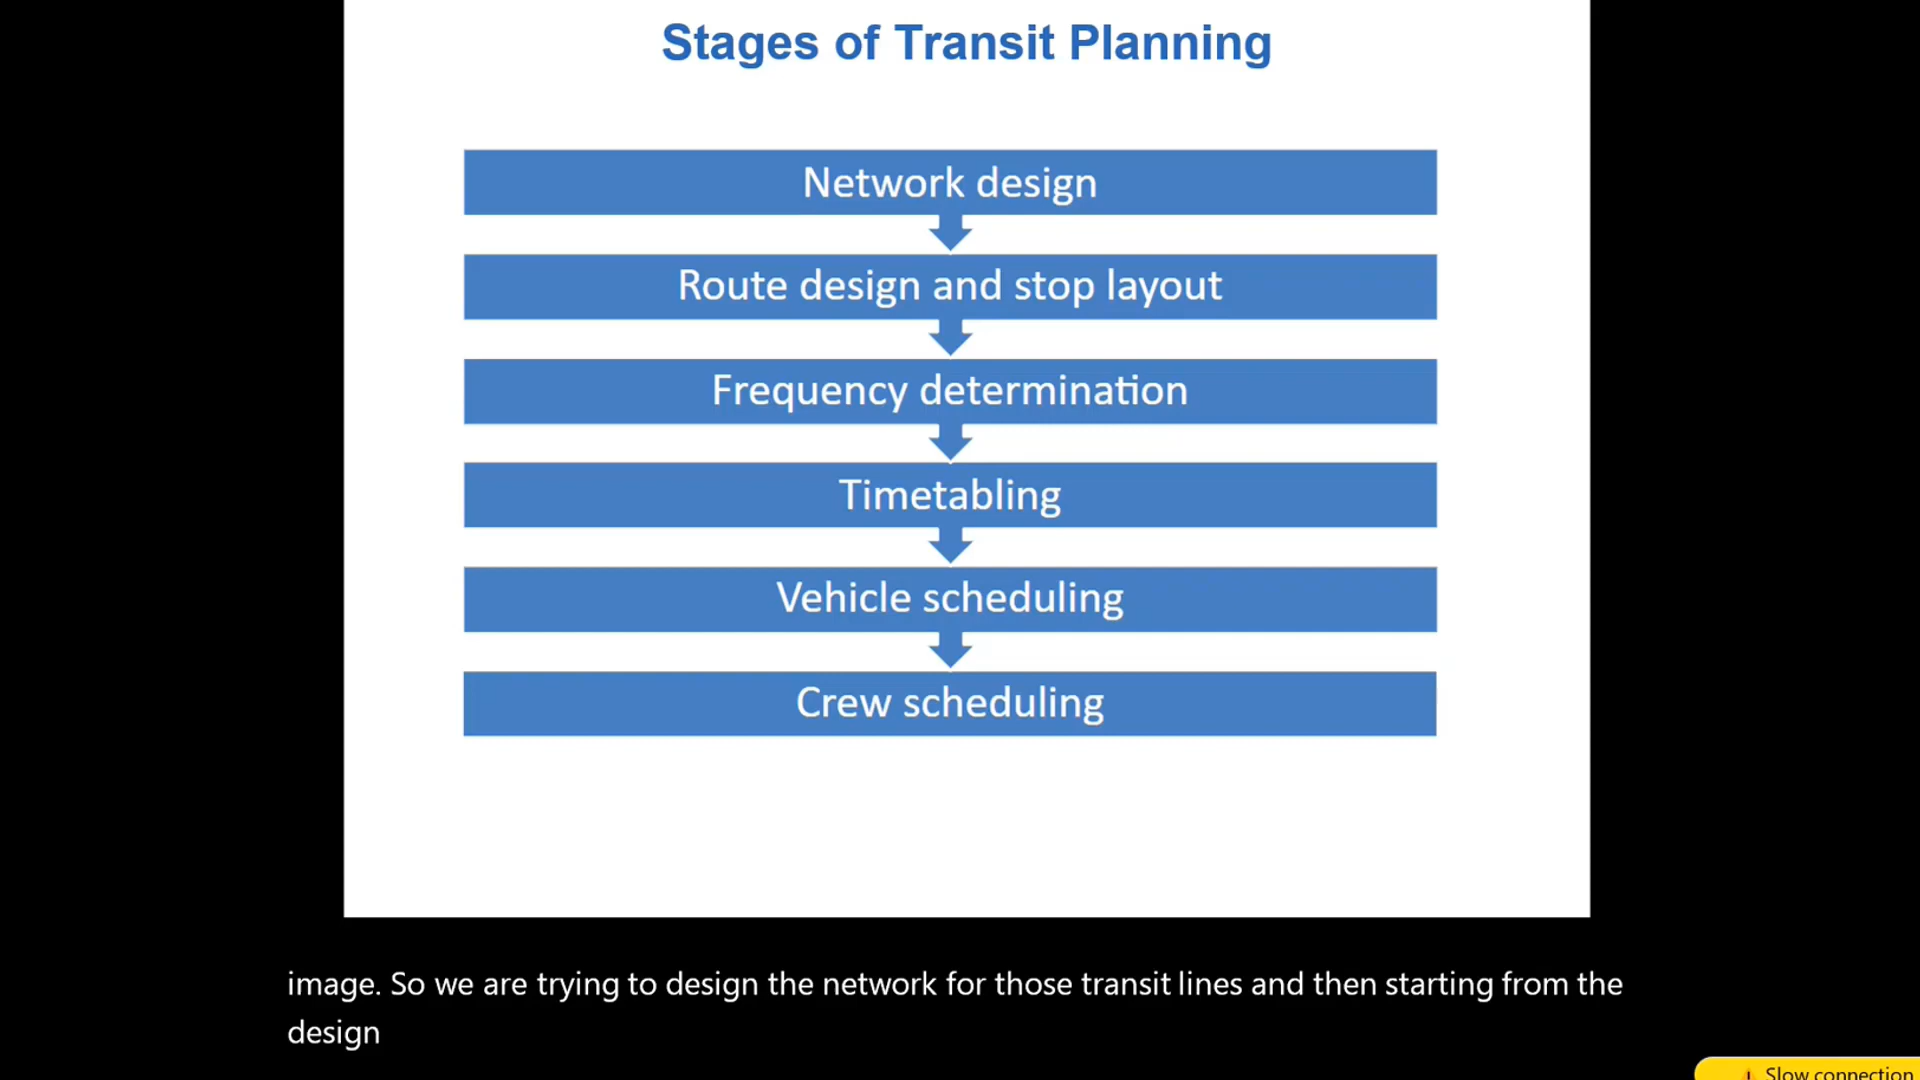 Stages of Transit Planning
Network design
Route design and stop layout
Frequency determination
Timetabling
Vehicle scheduling
Crew scheduling
image. So we are trying to design the network for those transit lines and then starting from the
design
Slow connection